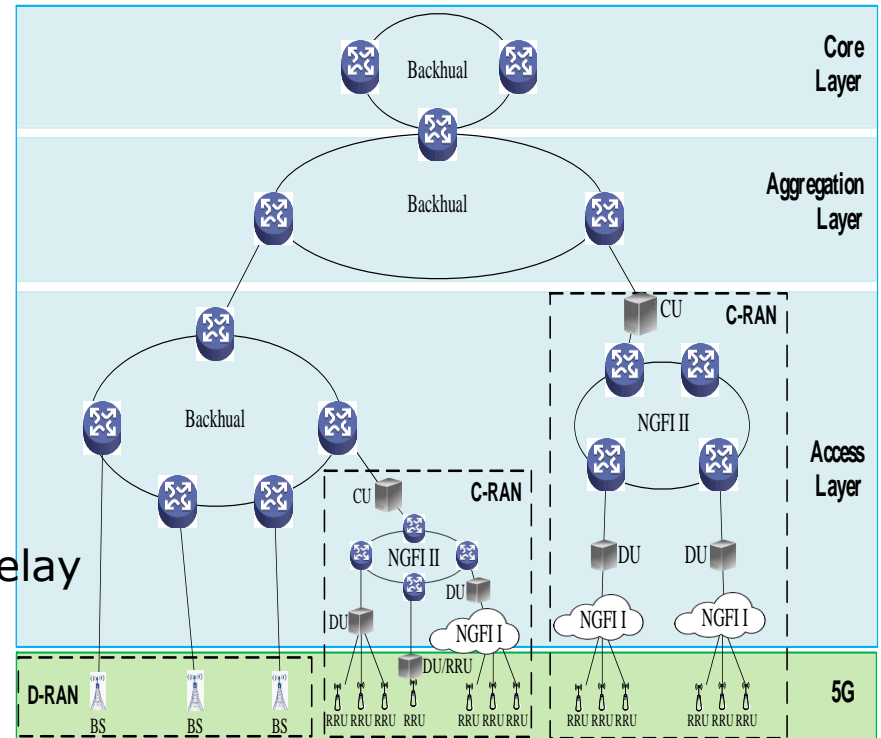 Backhual
Core
Layer
Backhual
Aggregation
Layer
CU
C-RAN
NGFI II
Backhual
Access
Layer
CU
C-RAN
NGFI II
elay
DU
DU
DU
DU
NGFI I
NGFI I
NGFI I
DU/RRU
D-RAN
5G
BS
BS
BS
RRU RRU RRU RRU
RRU RRU RRU
RRU RRU RRU
RRU RRU RRU